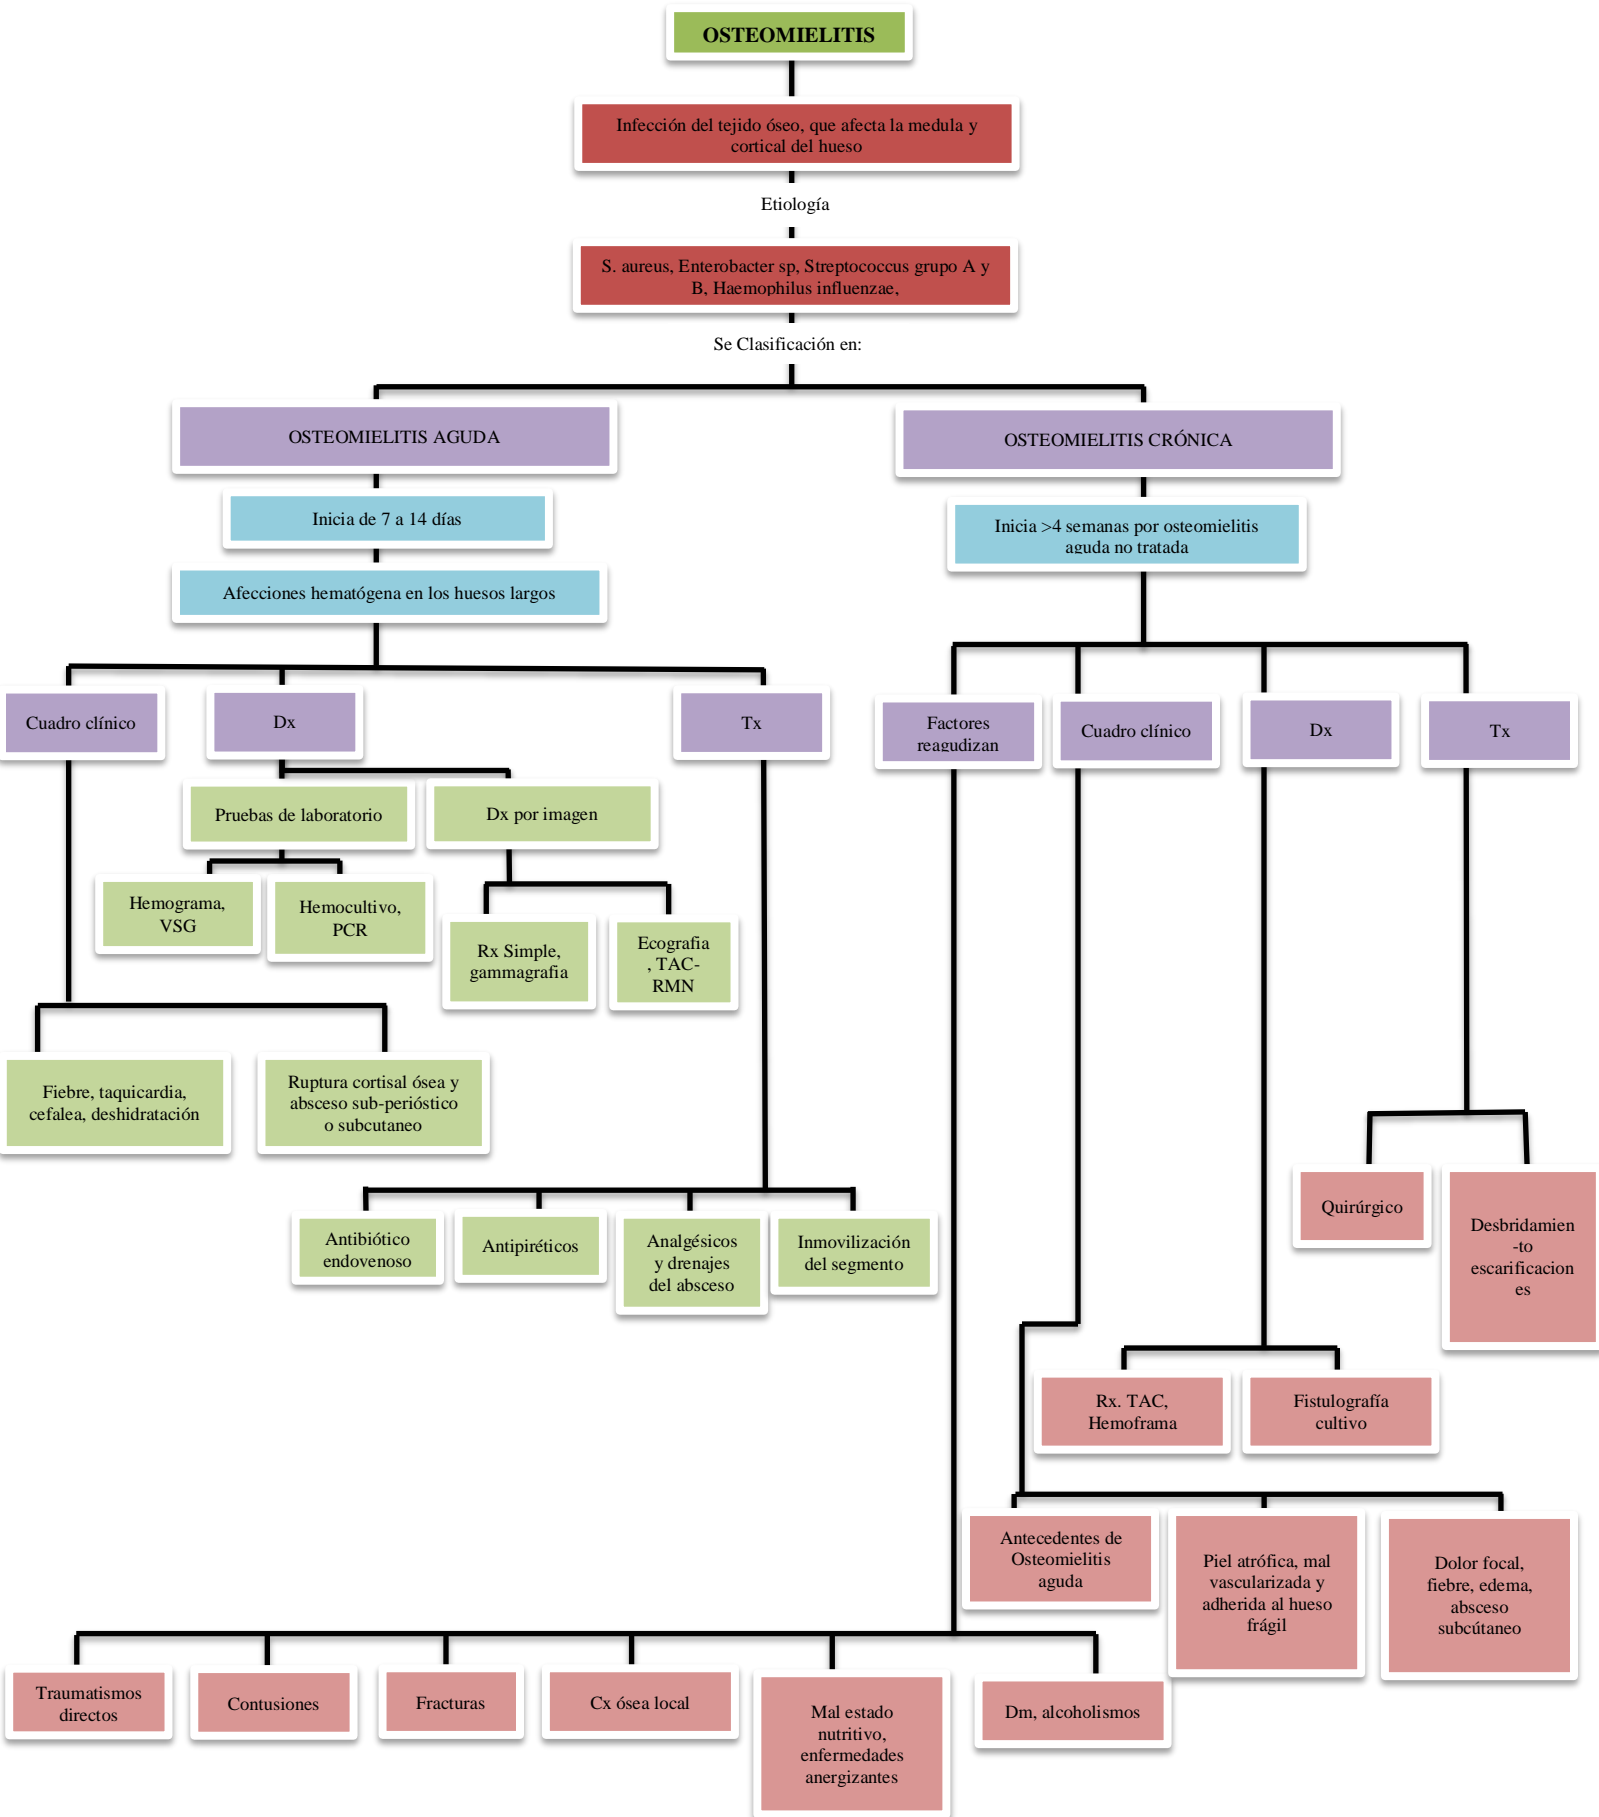 OSTEOMIELITIS
Infección del tejido óseo, que afecta la medula y
cortical del hueso
Etiología
S. aureus, Enterobacter sp, Streptococcus grupo A y
B, Haemophilus influenzae,
Se Clasificación en:
OSTEOMIELITIS AGUDA
OSTEOMIELITIS CRÓNICA
Inicia de 7 a 14 días
Inicia >4 semanas por osteomielitis
aguda no tratada
Afecciones hematógena en los huesos largos
Cuadro clínico
Dx
Tx
Factores
reagudizan
Cuadro clínico
Dx
Tx
Pruebas de laboratorio
Dx por imagen
Hemograma,
VSG
Hemocultivo,
PCR
Rx Simple,
gammagrafia
Ecografia
, TAC-
RMN
Fiebre, taquicardia,
cefalea, deshidratación
Ruptura cortisal ósea y
absceso sub-perióstico
o subcutaneo
Antibiótico
endovenoso
Antipiréticos
Analgésicos
y drenajes
del absceso
Inmovilización
del segmento
Quirúrgico
Desbridamien
-to
escarificacion
es
Rx. TAC,
Hemoframa
Fistulografía
cultivo
Antecedentes de
Osteomielitis
aguda
Piel atrófica, mal
vascularizada y
adherida al hueso
frágil
Dolor focal,
fiebre, edema,
absceso
subcútaneo
Traumatismos
directos
Contusiones
Fracturas
Cx ósea local
Mal estado
nutritivo,
enfermedades
anergizantes
Dm, alcoholismos